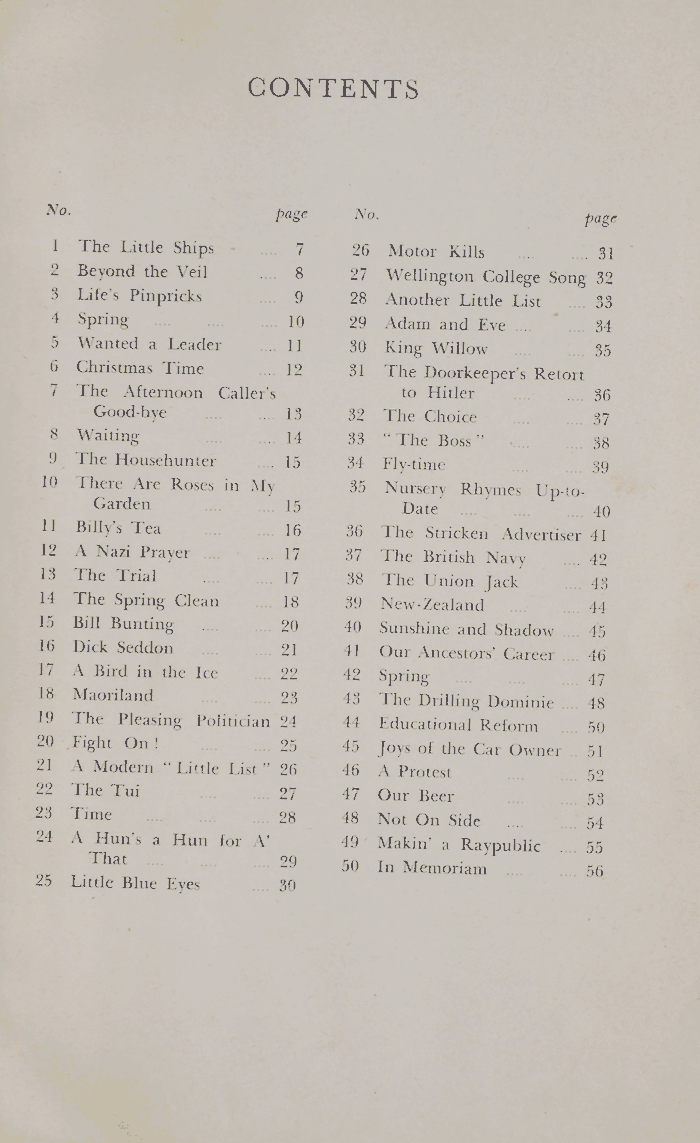 CONTENTS
No. page
1 The Little Ships .... 7
2 Beyond the Veil .... 8
3 Life's Pinpricks .... 9
4 Spring .... .... .... 10
5 Wanted a Leader .... 11
6 Christmas Time .... 12
7 The Afternoon Caller's
Good-bye .... .... 13
8 Waiting .... .... 14
9 The Househunter .... 15
10 There Are Roses in My
Garden .... .... 15
11 Billy's Tea .... .... 16
12 A Nazi Prayer .... .... 17
13 The Trial .... .... 17
14 The Spring Clean .... 18
15 Bill Bunting .... .... 20
16 Dick Seddon .... .... 21
17 A Bird in the Ice .... 22
18 Maoriland .... .... 23
19 The Pleasing Politician 24
20 Fight On! .... .... 25
21 A Modern "Little List" 26
22 The Tui .... .... 27
23 Time .... .... .... 28
24 A Hun's a Hun for A'
That .... .... .... 29
25 Little Blue Eyes .... 30
No. page
26 Motor Kills .... .... 31
27 Wellington College Song 32
28 Another Little List .... 33
29 Adam and Eve .... .... 34
30 King Willow .... .... 35
31 The Doorkeeper's Retort
to Hitler .... .... 36
32 The Choice .... .... 37
33 "The Boss" .... .... 38
34 Fly-time .... .... 39
35 Nursery Rhymes Up-to-
Date .... .... .... 40
36 The Stricken Advertiser 41
37 The British Navy .... 42
38 The Union Jack .... 43
39 New-Zealand .... .... 44
40 Sunshine and Shadow .... 45
41 Our Ancestors' Career .... 46
42 Spring .... .... .... 47
43 The Drilling Dominie .... 48
44 Educational Reform .... 50
45 Joys of the Car Owner .. 51
46 A Protest .... .... 52
47 Our Beer .... .... 53
48 Not On Side .... .... 54
49 Makin' a Raypublic .... 55
50 In Memoriam .... .... 56